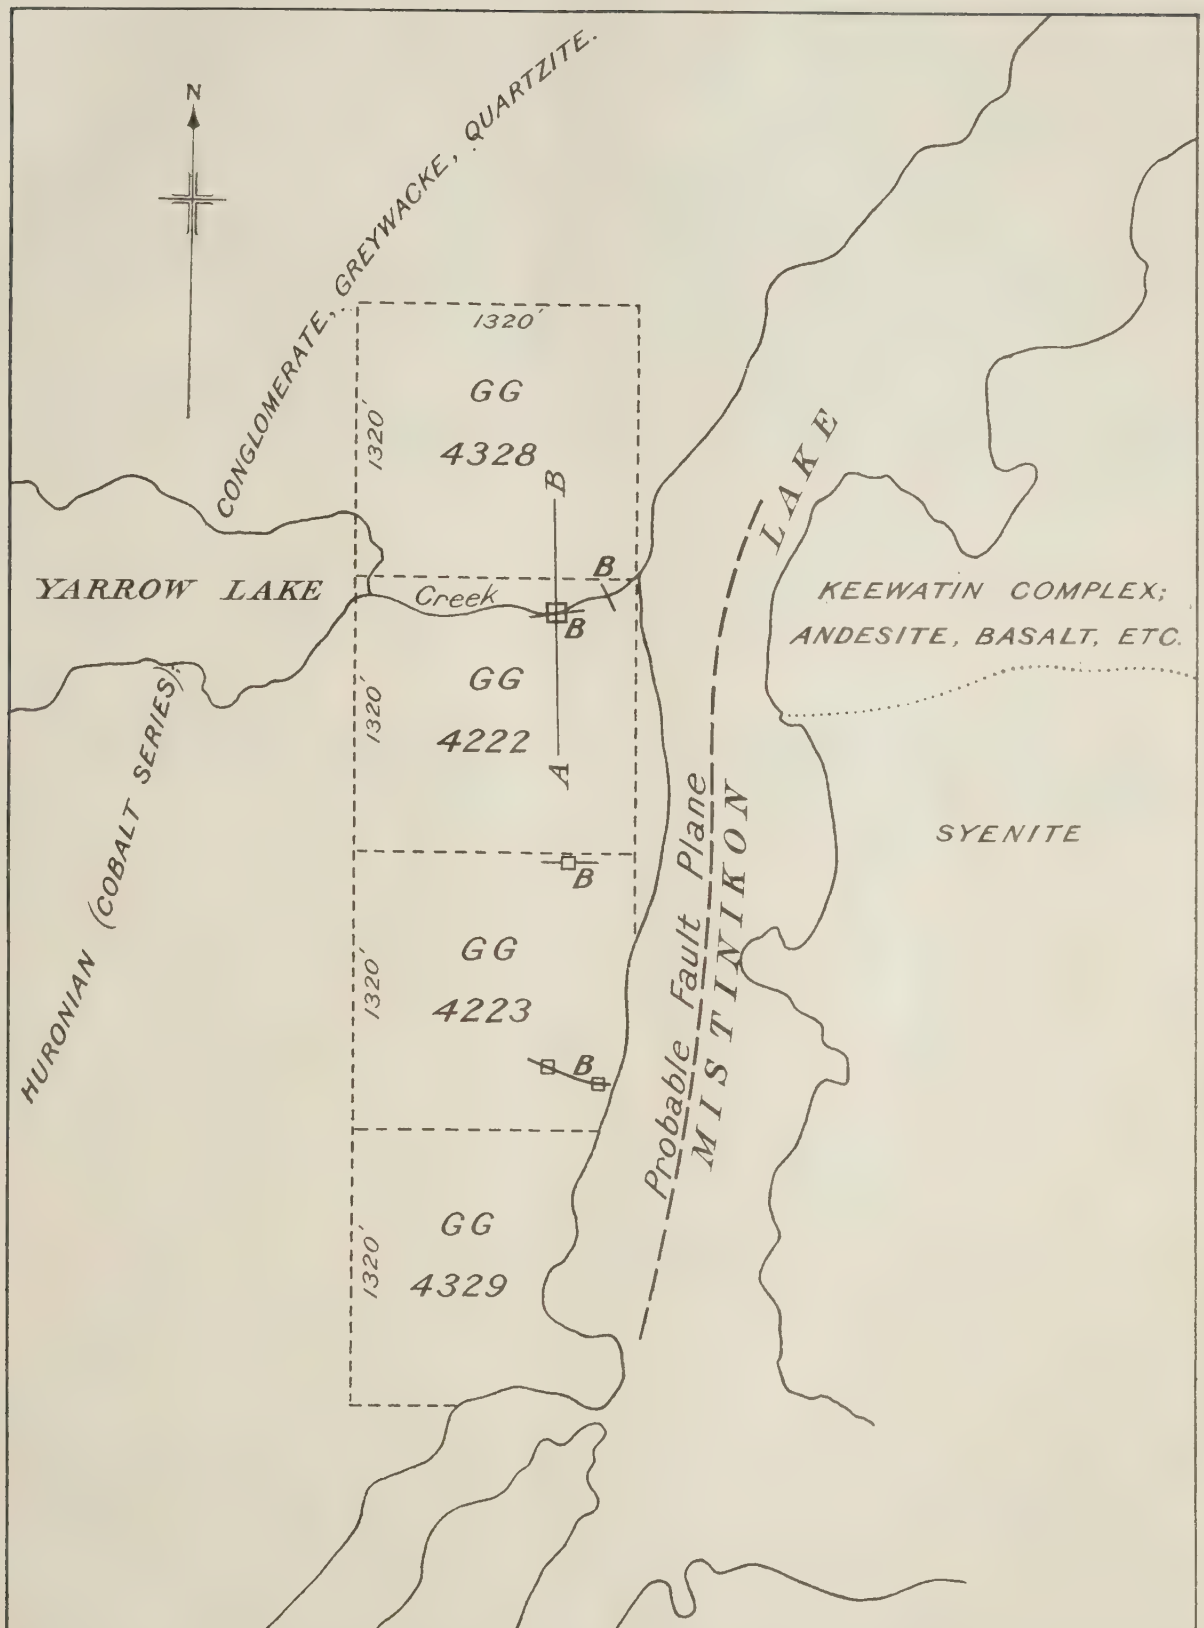 N
HURONIAN (COBALT SERIES);
CONGLOMERATE, GREYWACKE, QUARTZITE.
1320'
1320'
GG
4328
B
YARROW LAKE
Creek
B
B
1320'
GG
4222
A
B
1320'
GG
4223
B
1320'
GG
4329
Probable Fault Plane
MISTINIKON LAKE
KEEWATIN COMPLEX;
ANDESITE, BASALT, ETC.
SYENITE